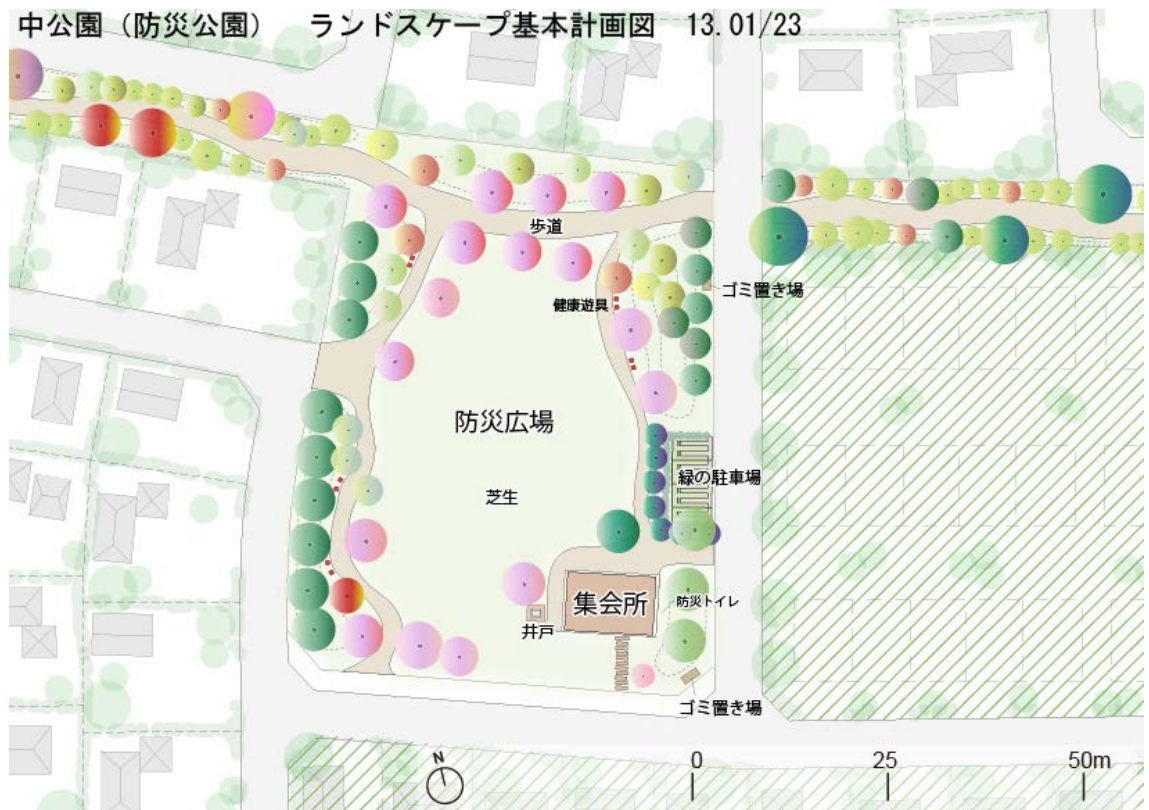 中公園（防災公園）　　ランドスケープ基本計画図　13.01/23
歩道
ゴミ置き場
健康遊具
防災広場
緑の駐車場
芝生
集会所
防災トイレ
井戸
ゴミ置き場
N
0 25 50m